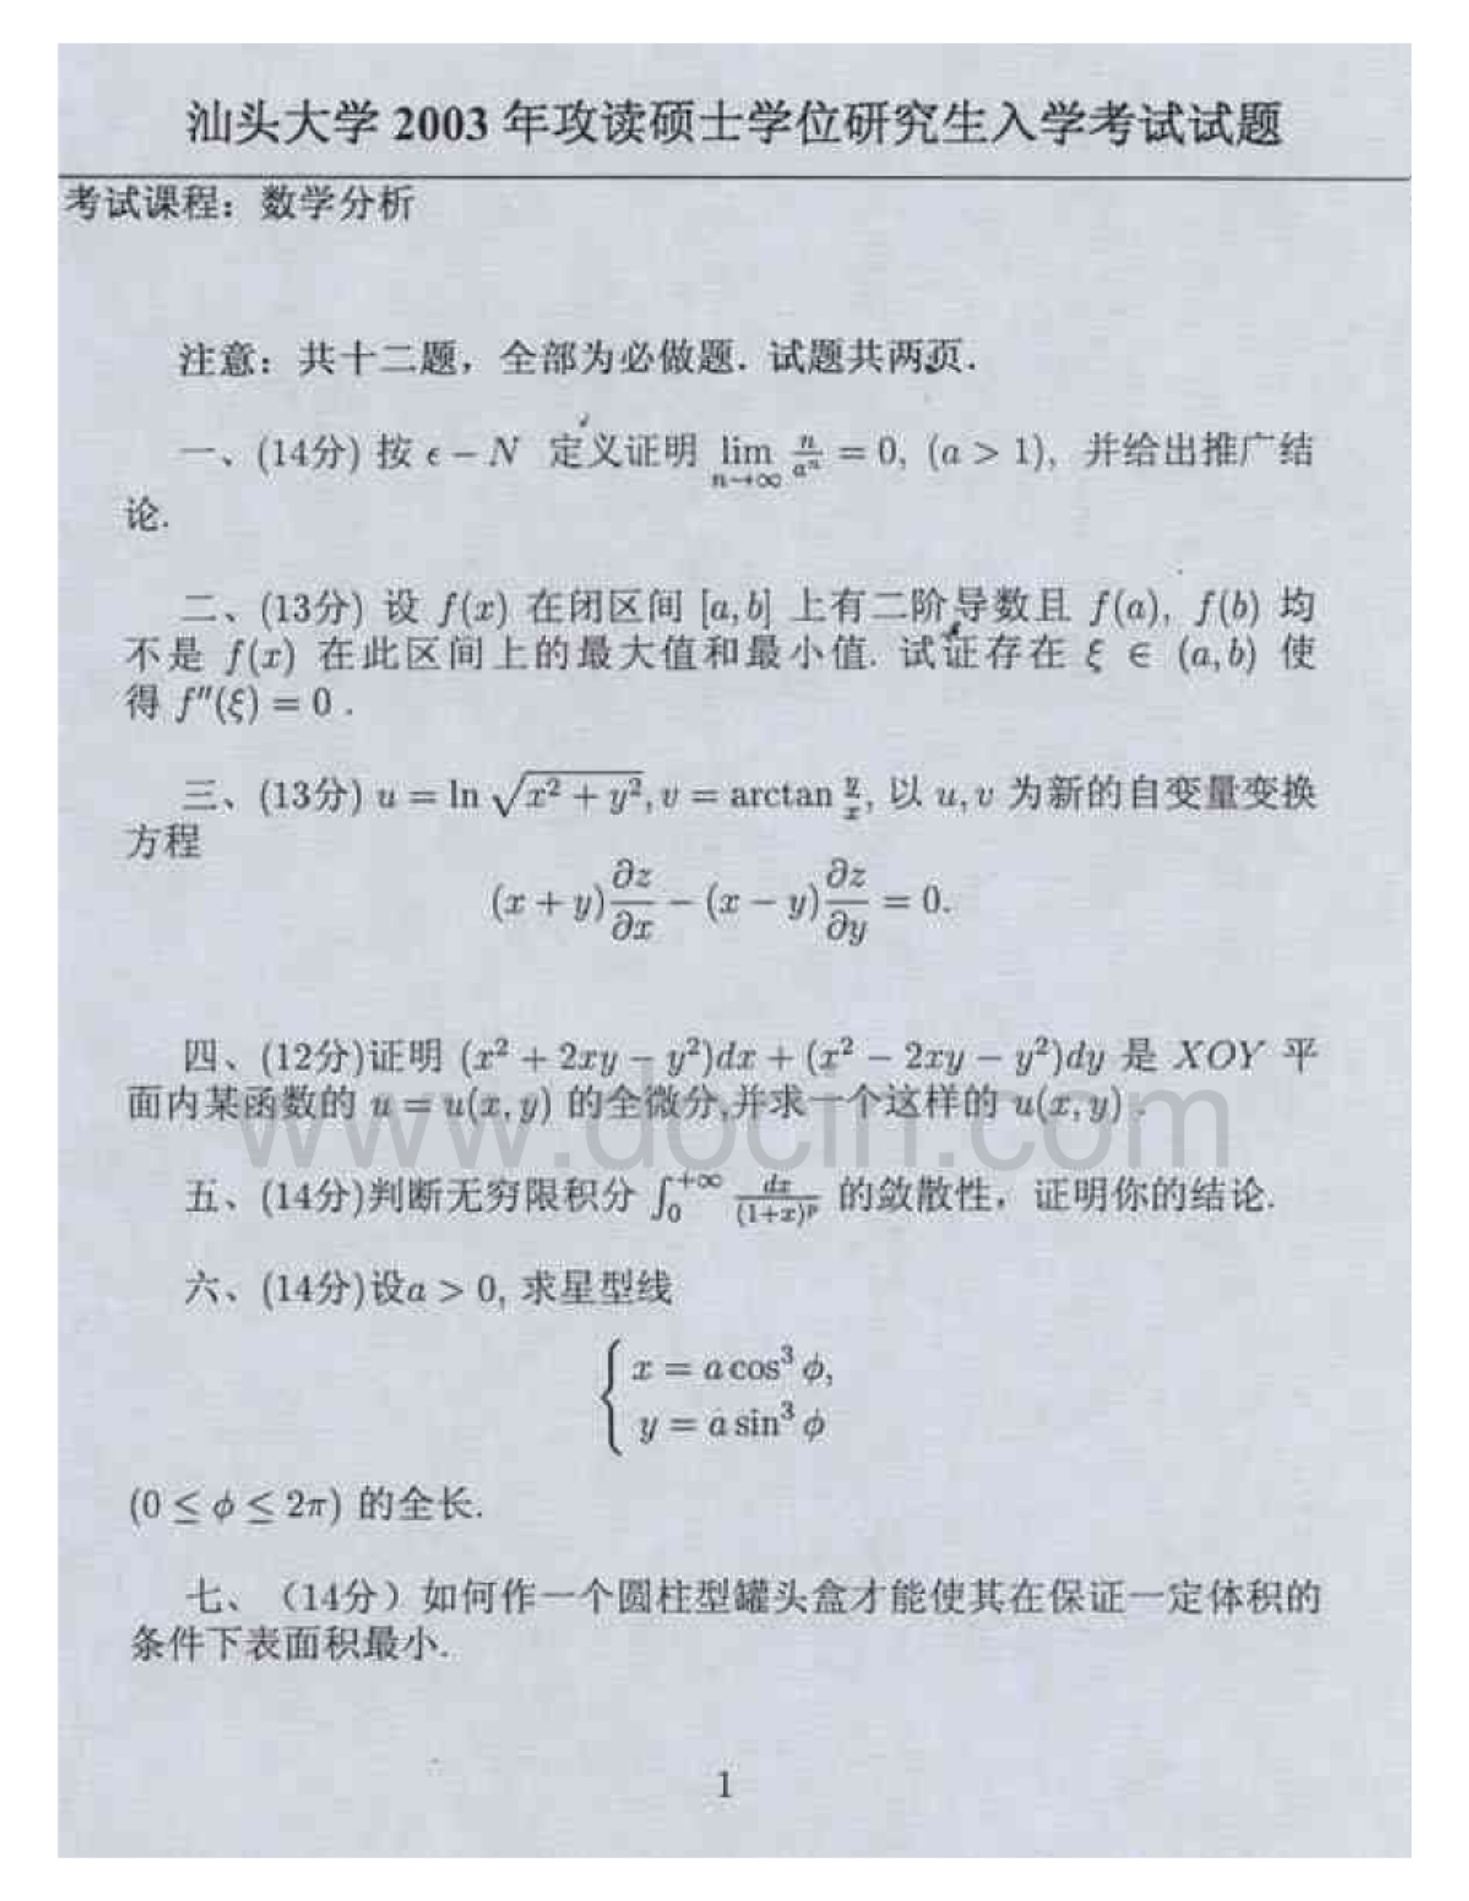 汕头大学 2003 年攻读硕士学位研究生入学考试试题
考试课程：数学分析
注意：共十二题，全部为必做题. 试题共两页.
一、(14分) 按 ϵ − N 定义证明 lim_{n→∞} n/aⁿ = 0, (a > 1), 并给出推广结
论.
二、(13分) 设 f(x) 在闭区间 [a, b] 上有二阶导数且 f(a), f(b) 均
不是 f(x) 在此区间上的最大值和最小值. 试证存在 ξ ∈ (a, b) 使
得 f″(ξ) = 0 .
三、(13分) u = ln √(x² + y²), v = arctan y/x, 以 u, v 为新的自变量变换
方程
(x + y) ∂z/∂x − (x − y) ∂z/∂y = 0.
四、(12分)证明 (x² + 2xy − y²)dx + (x² − 2xy − y²)dy 是 XOY 平
面内某函数的 u = u(x, y) 的全微分,并求一个这样的 u(x, y) .
www.docin.com
五、(14分)判断无穷限积分 ∫₀^{+∞} dx/(1+x)^p 的敛散性，证明你的结论.
六、(14分)设a > 0, 求星型线
{ x = a cos³ ϕ,
y = a sin³ ϕ
(0 ≤ ϕ ≤ 2π) 的全长.
七、（14分）如何作一个圆柱型罐头盒才能使其在保证一定体积的
条件下表面积最小.
1